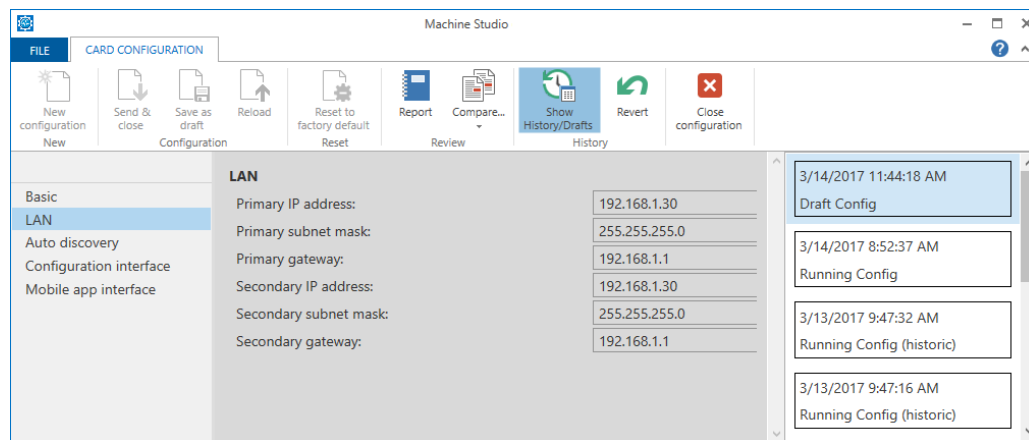 Machine Studio
FILE
CARD CONFIGURATION
New
configuration
Send &
close
Save as
draft
Reload
Reset to
factory default
Report
Compare...
Show
History/Drafts
Revert
Close
configuration
New
Configuration
Reset
Review
History
Basic
LAN
Auto discovery
Configuration interface
Mobile app interface
LAN
Primary IP address: 192.168.1.30
Primary subnet mask: 255.255.255.0
Primary gateway: 192.168.1.1
Secondary IP address: 192.168.1.30
Secondary subnet mask: 255.255.255.0
Secondary gateway: 192.168.1.1
3/14/2017 11:44:18 AM
Draft Config
3/14/2017 8:52:37 AM
Running Config
3/13/2017 9:47:32 AM
Running Config (historic)
3/13/2017 9:47:16 AM
Running Config (historic)